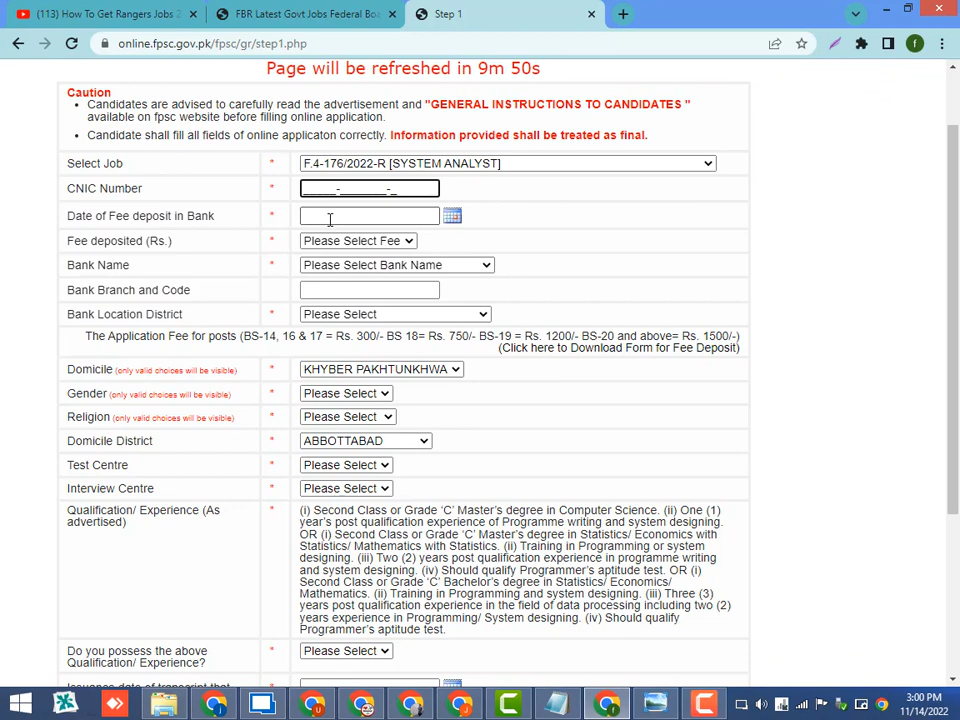 (113) How To Get Rangers Jobs 2
FBR Latest Govt Jobs Federal Boa
Step 1
online.fpsc.gov.pk/fpsc/gr/step1.php
f
Page will be refreshed in 9m 50s
Caution
Candidates are advised to carefully read the advertisement and "GENERAL INSTRUCTIONS TO CANDIDATES "
available on fpsc website before filling online application.
Candidate shall fill all fields of online applicaton correctly. Information provided shall be treated as final.
Select Job * F.4-176/2022-R [SYSTEM ANALYST]
CNIC Number * _____-_______-_
Date of Fee deposit in Bank *
Fee deposited (Rs.) * Please Select Fee
Bank Name * Please Select Bank Name
Bank Branch and Code
Bank Location District * Please Select
The Application Fee for posts (BS-14, 16 & 17 = Rs. 300/- BS 18= Rs. 750/- BS-19 = Rs. 1200/- BS-20 and above= Rs. 1500/-)
(Click here to Download Form for Fee Deposit)
Domicile (only valid choices will be visible) * KHYBER PAKHTUNKHWA
Gender (only valid choices will be visible) * Please Select
Religion (only valid choices will be visible) * Please Select
Domicile District * ABBOTTABAD
Test Centre * Please Select
Interview Centre * Please Select
Qualification/ Experience (As
advertised) *
(i) Second Class or Grade 'C' Master's degree in Computer Science. (ii) One (1)
year's post qualification experience of Programme writing and system designing.
OR (i) Second Class or Grade 'C' Master's degree in Statistics/ Economics with
Statistics/ Mathematics with Statistics. (ii) Training in Programming or system
designing. (iii) Two (2) years post qualification experience in programme writing
and system designing. (iv) Should qualify Programmer's aptitude test. OR (i)
Second Class or Grade 'C' Bachelor's degree in Statistics/ Economics/
Mathematics. (ii) Training in Programming and system designing. (iii) Three (3)
years post qualification experience in the field of data processing including two (2)
years experience in Programming/ System designing. (iv) Should qualify
Programmer's aptitude test.
Do you possess the above
Qualification/ Experience? * Please Select
Issuance date of transcript that
3:00 PM
11/14/2022